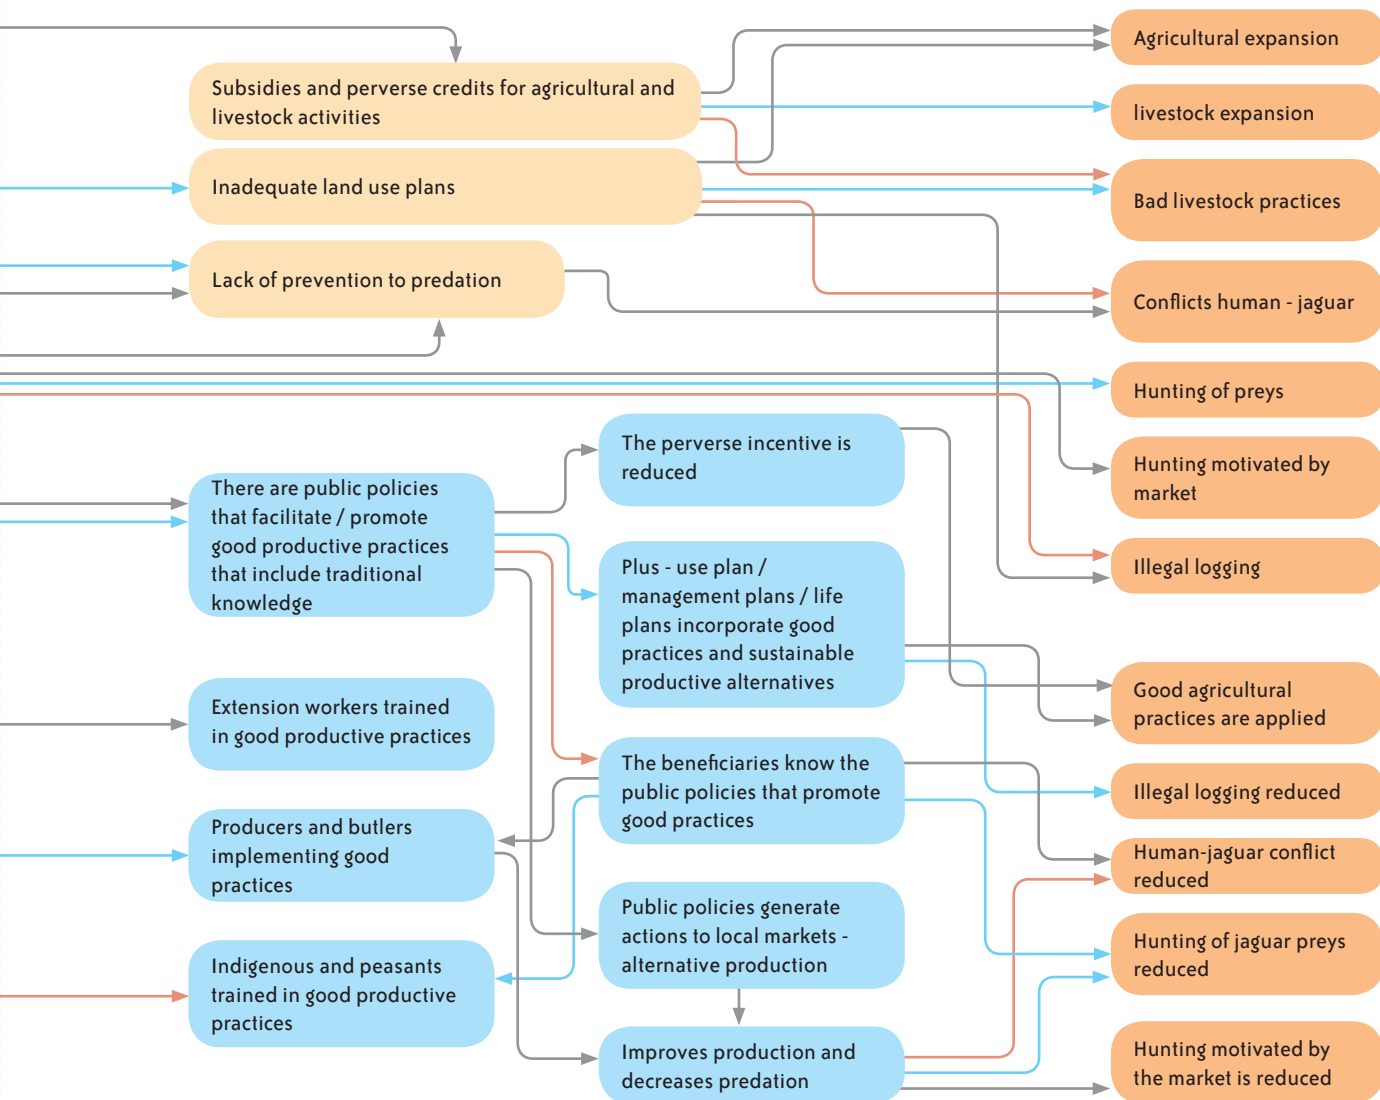 Subsidies and perverse credits for agricultural and
livestock activities
Inadequate land use plans
Lack of prevention to predation
There are public policies
that facilitate / promote
good productive practices
that include traditional
knowledge
Extension workers trained
in good productive practices
Producers and butlers
implementing good
practices
Indigenous and peasants
trained in good productive
practices
The perverse incentive is
reduced
Plus - use plan /
management plans / life
plans incorporate good
practices and sustainable
productive alternatives
The beneficiaries know the
public policies that promote
good practices
Public policies generate
actions to local markets -
alternative production
Improves production and
decreases predation
Agricultural expansion
livestock expansion
Bad livestock practices
Conflicts human - jaguar
Hunting of preys
Hunting motivated by
market
Illegal logging
Good agricultural
practices are applied
Illegal logging reduced
Human-jaguar conflict
reduced
Hunting of jaguar preys
reduced
Hunting motivated by
the market is reduced